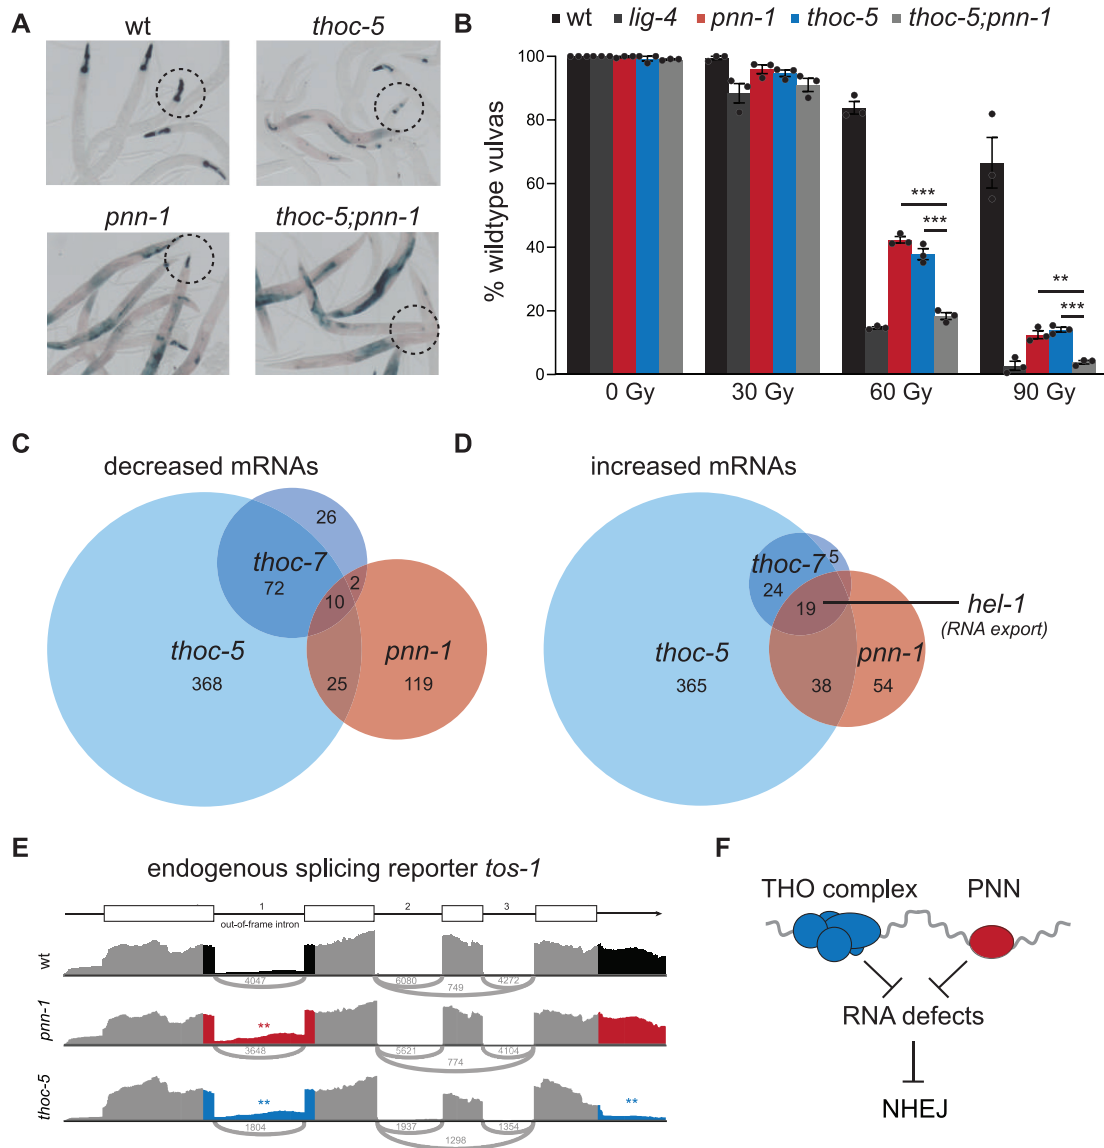 A
wt
thoc-5
pnn-1
thoc-5;pnn-1
B
wt lig-4 pnn-1 thoc-5 thoc-5;pnn-1
% wildtype vulvas
100
80
60
40
20
0
***
***
**
***
0 Gy 30 Gy 60 Gy 90 Gy
C
decreased mRNAs
26
thoc-7
72
2
10
thoc-5
pnn-1
368
25
119
D
increased mRNAs
5
thoc-7
24
19
hel-1
(RNA export)
thoc-5
pnn-1
365
38
54
E
endogenous splicing reporter tos-1
1 2 3
out-of-frame intron
wt
4047 6080 4272
749
pnn-1
**
3648 5621 4104
774
thoc-5
** **
1804 1937 1354
1298
F
THO complex PNN
RNA defects
NHEJ